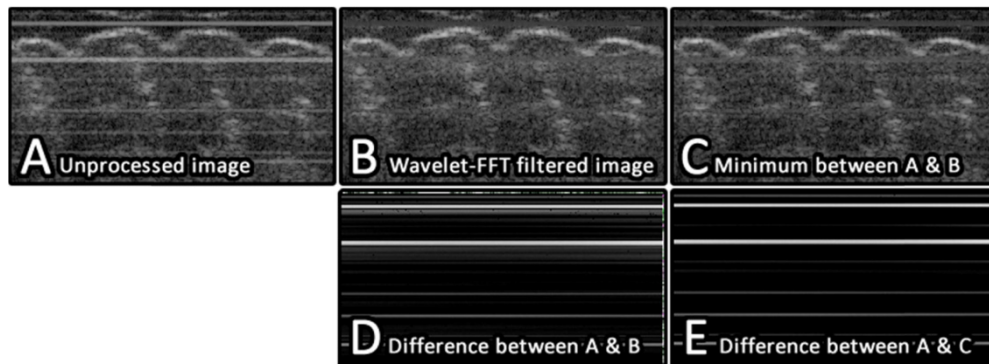 A Unprocessed image
B Wavelet-FFT filtered image
C Minimum between A & B
D Difference between A & B
E Difference between A & C